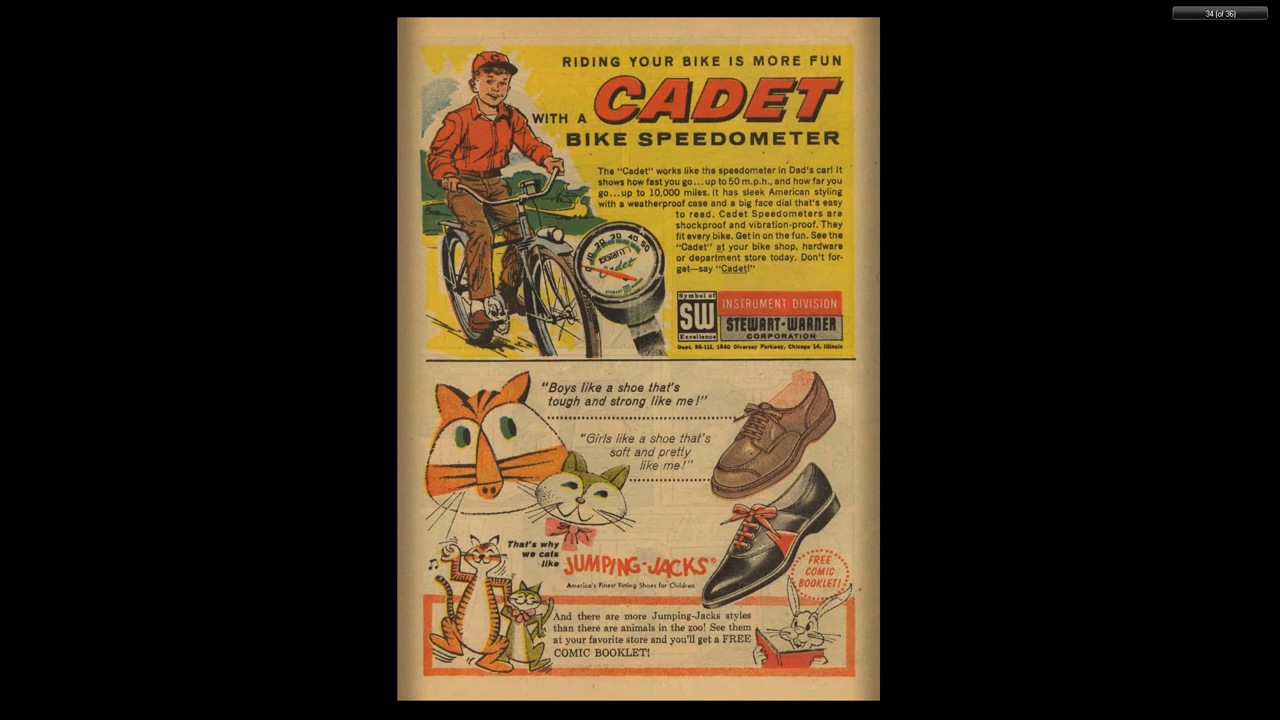 34 [of 36]
RIDING YOUR BIKE IS MORE FUN
WITH A CADET
BIKE SPEEDOMETER
The "Cadet" works like the speedometer in Dad's car! It
shows how fast you go...up to 50 m.p.h., and how far you
go...up to 10,000 miles. It has sleek American styling
with a weatherproof case and a big face dial that's easy
to read. Cadet Speedometers are
shockproof and vibration-proof. They
fit every bike. Get in on the fun. See the
"Cadet" at your bike shop, hardware
or department store today. Don't for-
get—say "Cadet!"
0 10 20 30 40 50
Cadet
Symbol of
SW
Excellence
INSTRUMENT DIVISION
STEWART-WARNER
CORPORATION
Diversey Parkway, Chicago 14, Illinois
"Boys like a shoe that's
tough and strong like me!"
"Girls like a shoe that's
soft and pretty
like me!"
That's why
we cats
like
JUMPING-JACKS®
America's Finest Fitting Shoes for Children
FREE
COMIC
BOOKLET!
And there are more Jumping-Jacks styles
than there are animals in the zoo! See them
at your favorite store and you'll get a FREE
COMIC BOOKLET!